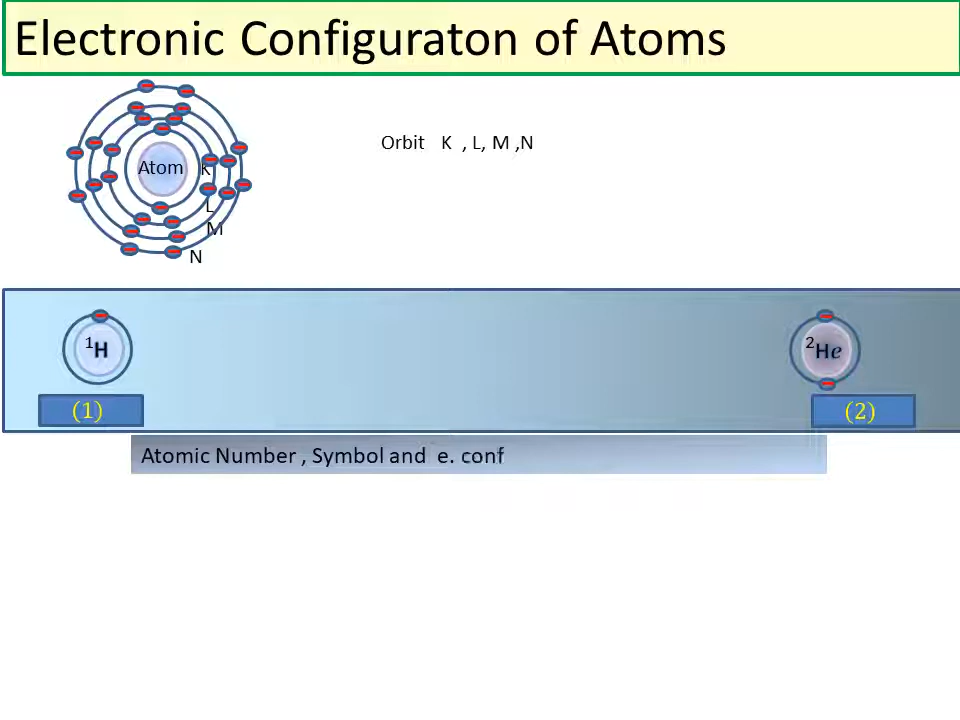 Electronic Configuraton of Atoms
Atom
K
L
M
N
Orbit K , L, M ,N
¹H
²He
(1)
(2)
Atomic Number , Symbol and e. conf